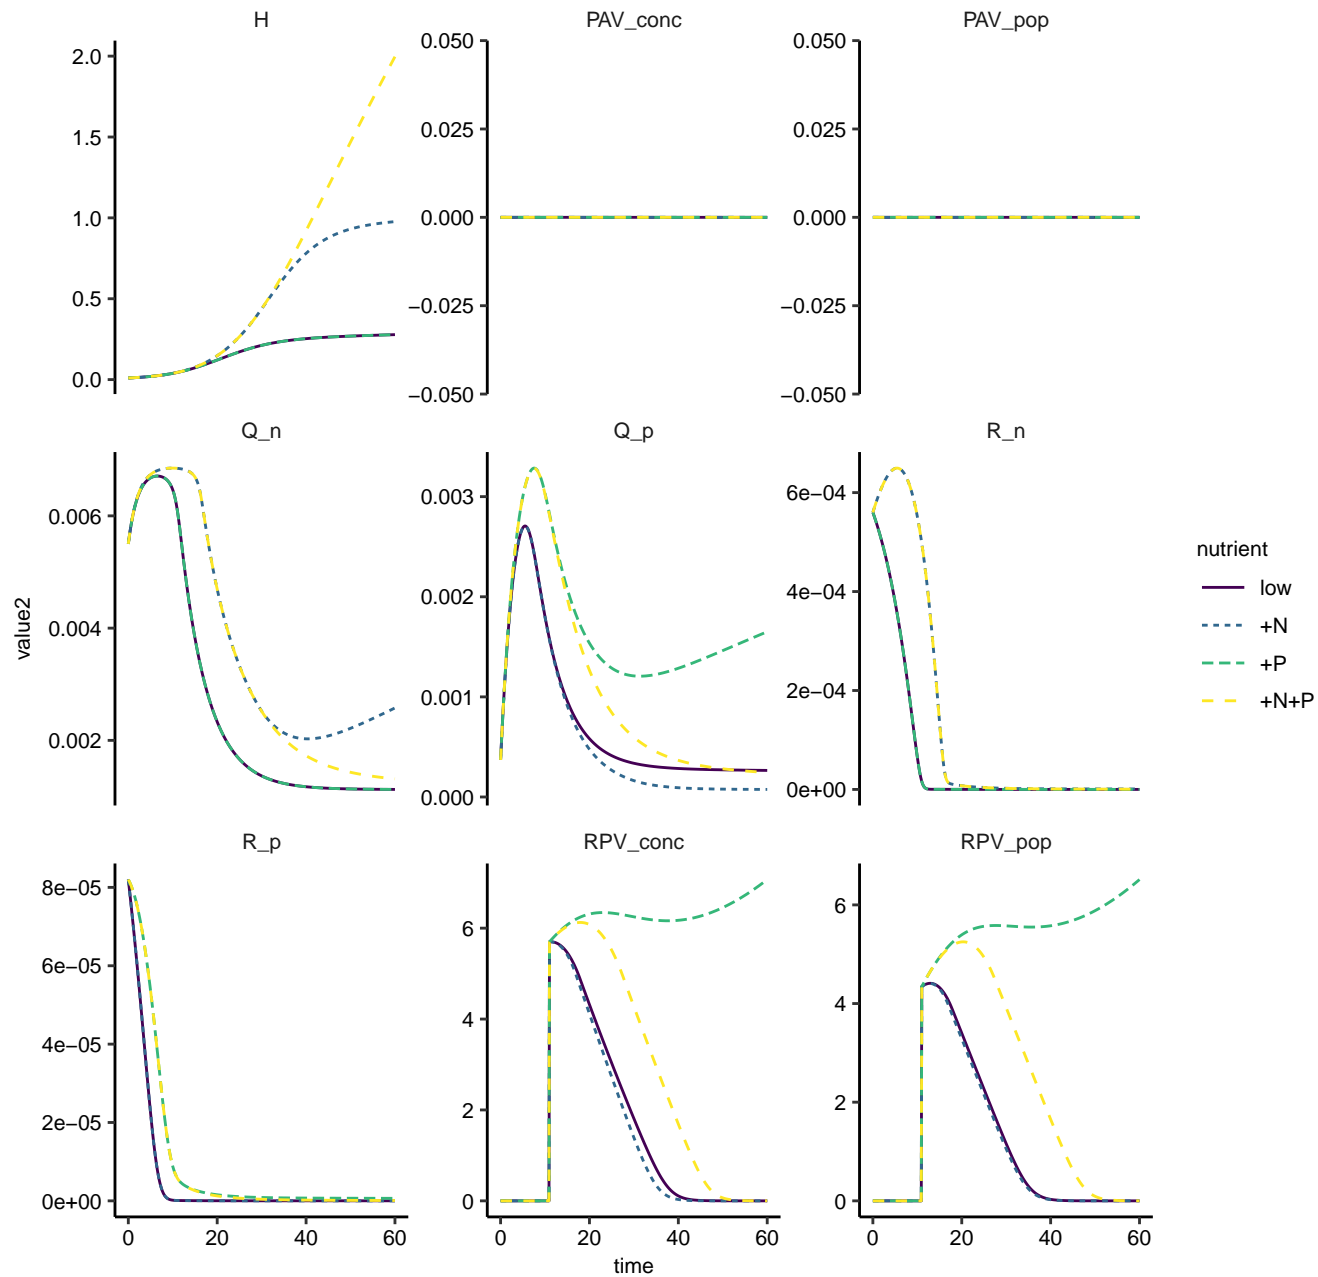 H
PAV_conc
PAV_pop
2.0
1.5
1.0
0.5
0.0
0.050
0.025
0.000
−0.025
−0.050
0.050
0.025
0.000
−0.025
−0.050
Q_n
Q_p
R_n
0.006
0.004
0.002
0.003
0.002
0.001
0.000
6e−04
4e−04
2e−04
0e+00
value2
nutrient
low
+N
+P
+N+P
R_p
RPV_conc
RPV_pop
8e−05
6e−05
4e−05
2e−05
0e+00
6
4
2
0
6
4
2
0
0 20 40 60
0 20 40 60
0 20 40 60
time